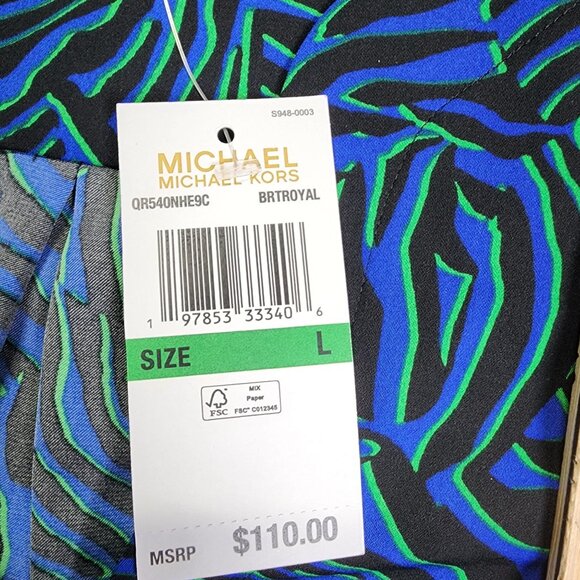 S948-0003
MICHAEL
MICHAEL KORS
QR540NHE9C BRTROYAL
1 97853 33340 6
SIZE L
FSC
MIX
Paper
FSC® C012345
MSRP $110.00